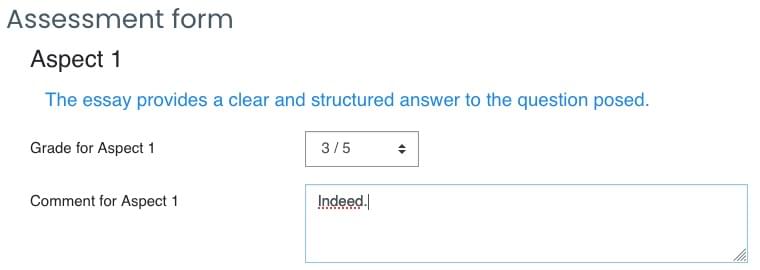 Assessment form
Aspect 1
The essay provides a clear and structured answer to the question posed.
Grade for Aspect 1
3 / 5
Comment for Aspect 1
Indeed.